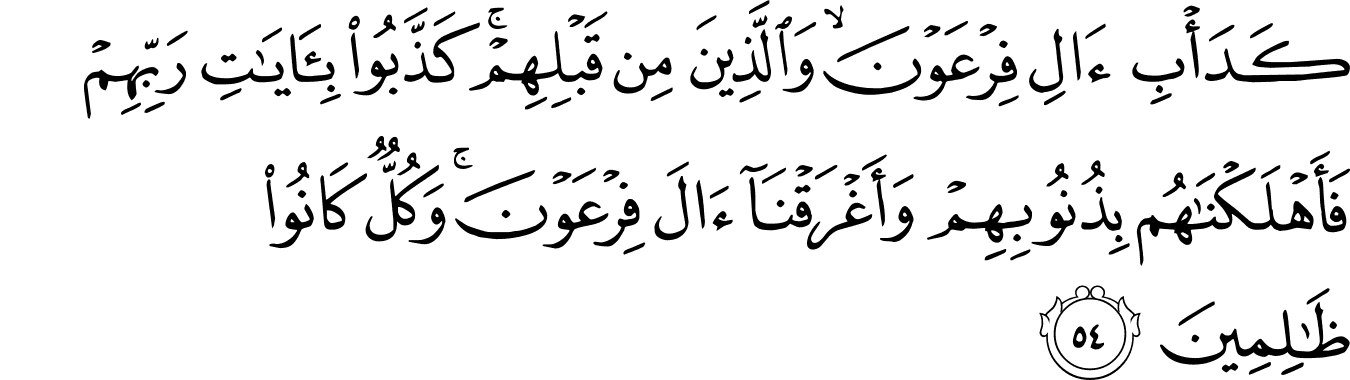 كَدَأْبِ ءَالِ فِرْعَوْنَ ۙ وَٱلَّذِينَ مِن قَبْلِهِمْ ۚ كَذَّبُوا۟ بِـَٔايَـٰتِ رَبِّهِمْ
فَأَهْلَكْنَـٰهُم بِذُنُوبِهِمْ وَأَغْرَقْنَآ ءَالَ فِرْعَوْنَ ۚ وَكُلٌّ كَانُوا۟
ظَـٰلِمِينَ ٥٤